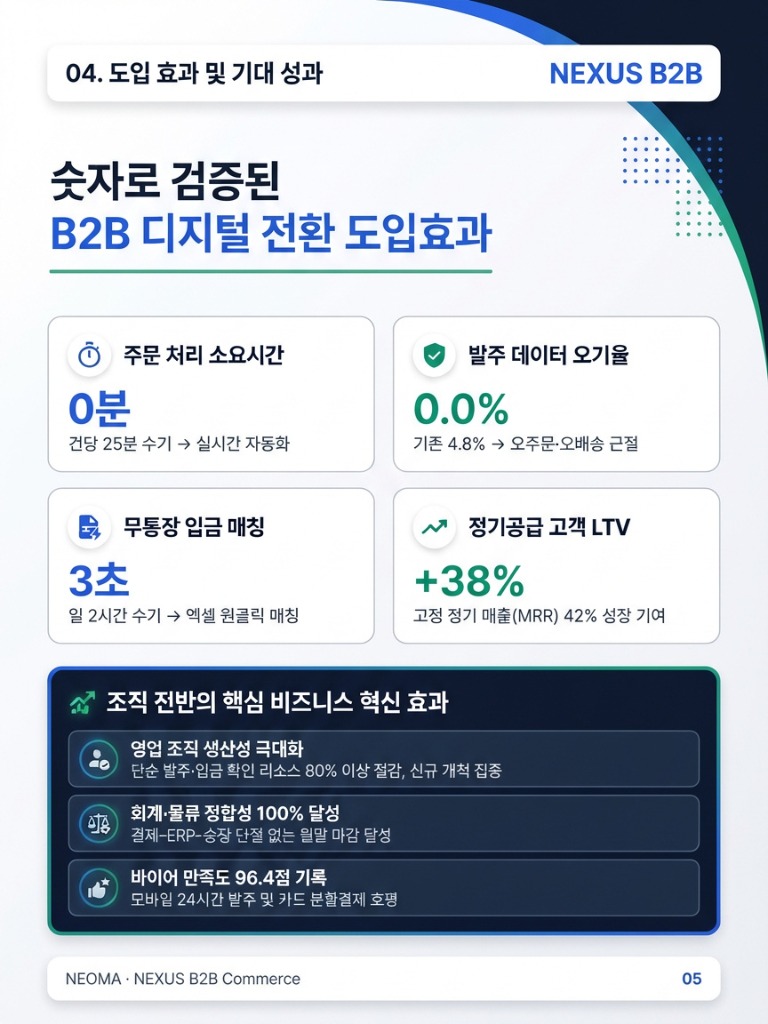 04. 도입 효과 및 기대 성과
NEXUS B2B
숫자로 검증된
B2B 디지털 전환 도입효과
주문 처리 소요시간
0분
건당 25분 수기 → 실시간 자동화
발주 데이터 오기율
0.0%
기존 4.8% → 오주문·오배송 근절
무통장 입금 매칭
3초
일 2시간 수기 → 엑셀 원클릭 매칭
정기공급 고객 LTV
+38%
고정 정기 매출(MRR) 42% 성장 기여
조직 전반의 핵심 비즈니스 혁신 효과
영업 조직 생산성 극대화
단순 발주·입금 확인 리소스 80% 이상 절감, 신규 개척 집중
회계·물류 정합성 100% 달성
결제–ERP-송장 단절 없는 월말 마감 달성
바이어 만족도 96.4점 기록
모바일 24시간 발주 및 카드 분할결제 호평
NEOMA · NEXUS B2B Commerce
05